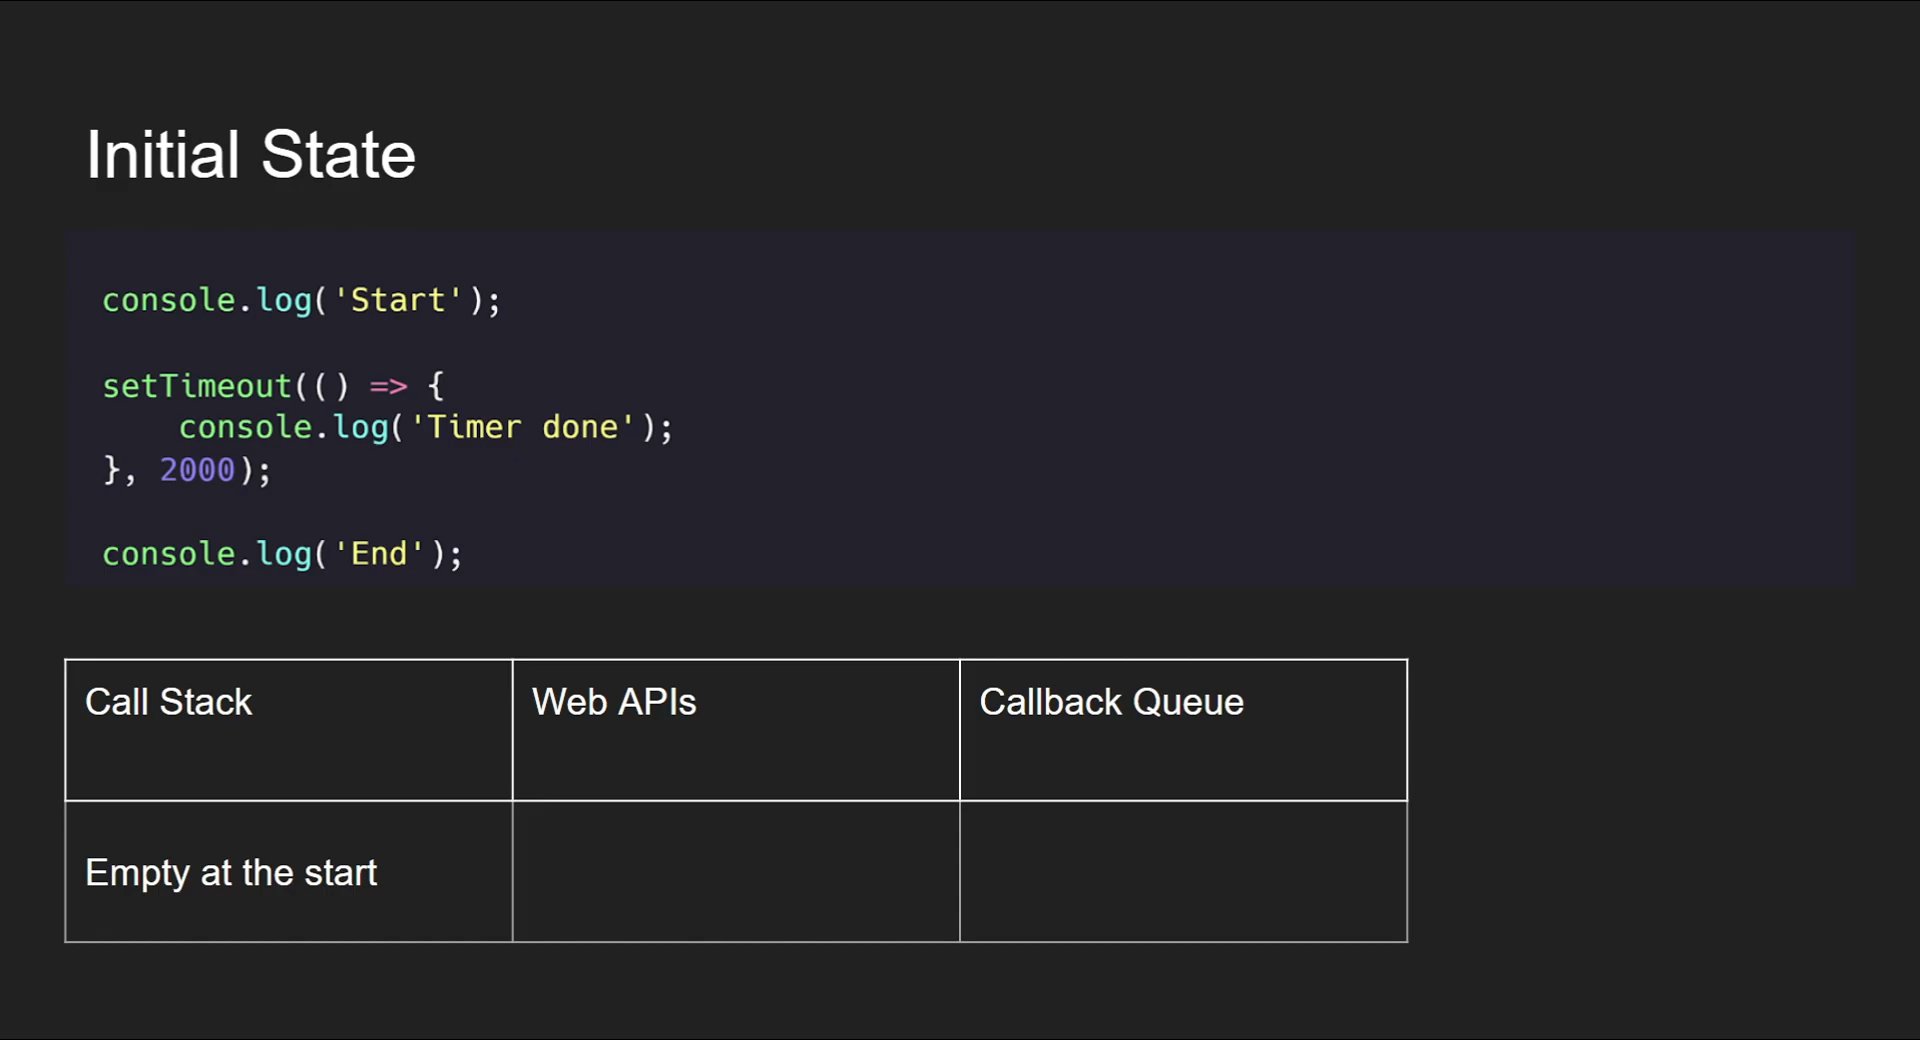 Initial State
console.log('Start');
setTimeout(() => {
    console.log('Timer done');
}, 2000);
console.log('End');
Call Stack
Web APIs
Callback Queue
Empty at the start